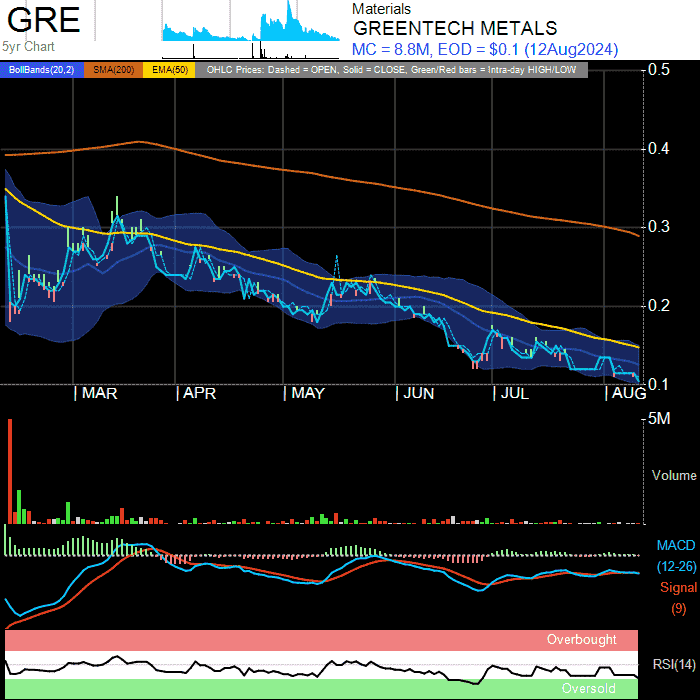 GRE
5yr Chart
Materials
GREENTECH METALS
MC = 8.8M, EOD = $0.1 (12Aug2024)
BollBands(20,2) SMA(200) EMA(50) OHLC Prices: Dashed = OPEN, Solid = CLOSE, Green/Red bars = Intra-day HIGH/LOW
0.5
0.4
0.3
0.2
0.1
MAR APR MAY JUN JUL AUG
5M
Volume
MACD
(12-26)
Signal
(9)
Overbought
RSI(14)
Oversold